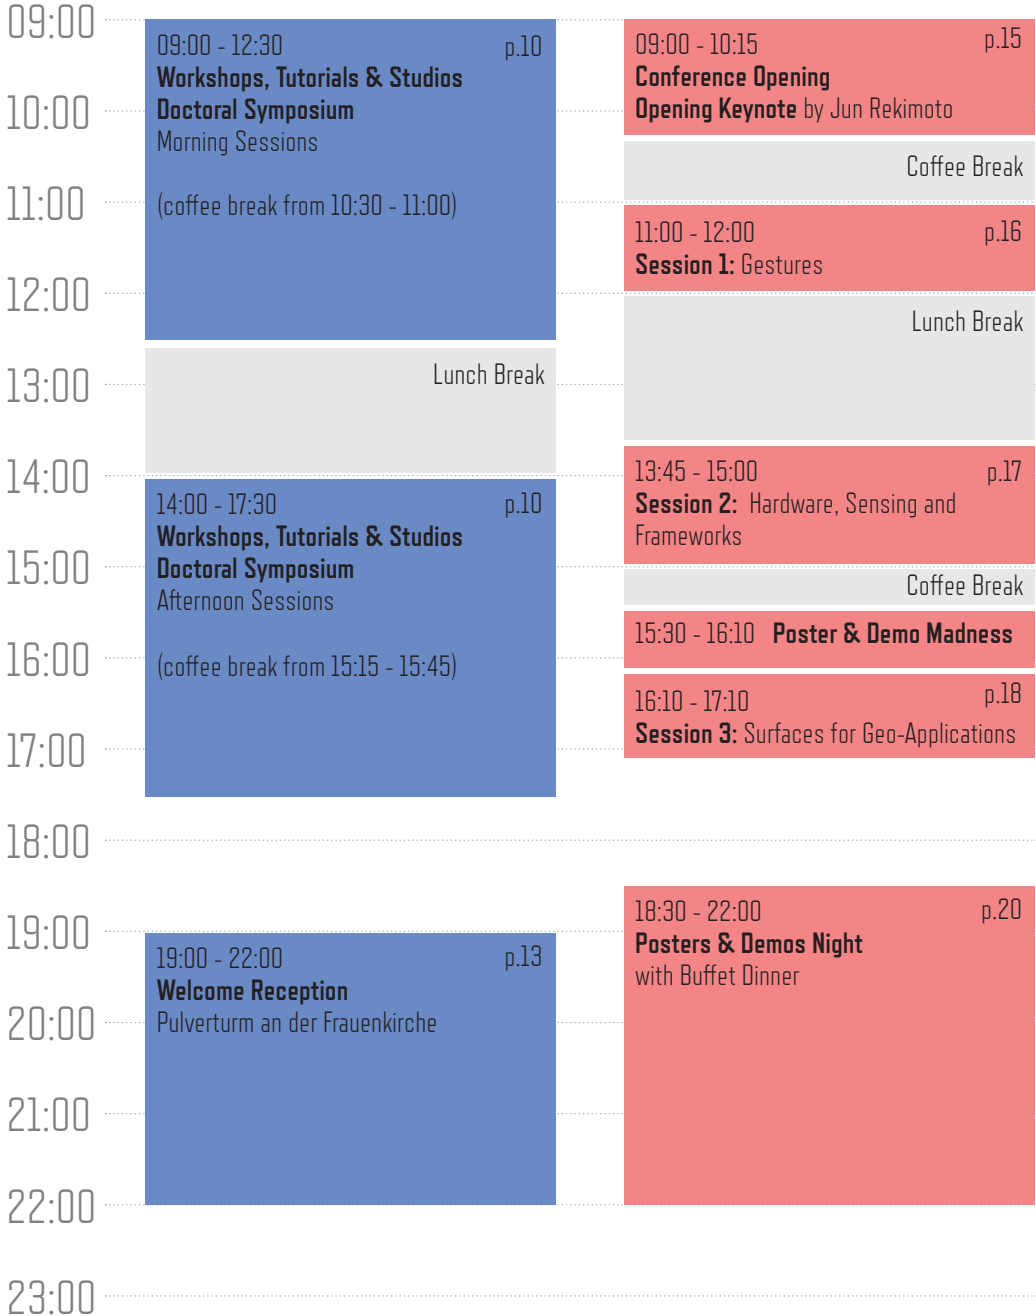 09:00
10:00
11:00
12:00
13:00
14:00
15:00
16:00
17:00
18:00
19:00
20:00
21:00
22:00
23:00
09:00 - 12:30 p.10
Workshops, Tutorials & Studios
Doctoral Symposium
Morning Sessions
(coffee break from 10:30 - 11:00)
Lunch Break
14:00 - 17:30 p.10
Workshops, Tutorials & Studios
Doctoral Symposium
Afternoon Sessions
(coffee break from 15:15 - 15:45)
19:00 - 22:00 p.13
Welcome Reception
Pulverturm an der Frauenkirche
09:00 - 10:15 p.15
Conference Opening
Opening Keynote by Jun Rekimoto
Coffee Break
11:00 - 12:00 p.16
Session 1: Gestures
Lunch Break
13:45 - 15:00 p.17
Session 2: Hardware, Sensing and
Frameworks
Coffee Break
15:30 - 16:10 Poster & Demo Madness
16:10 - 17:10 p.18
Session 3: Surfaces for Geo-Applications
18:30 - 22:00 p.20
Posters & Demos Night
with Buffet Dinner